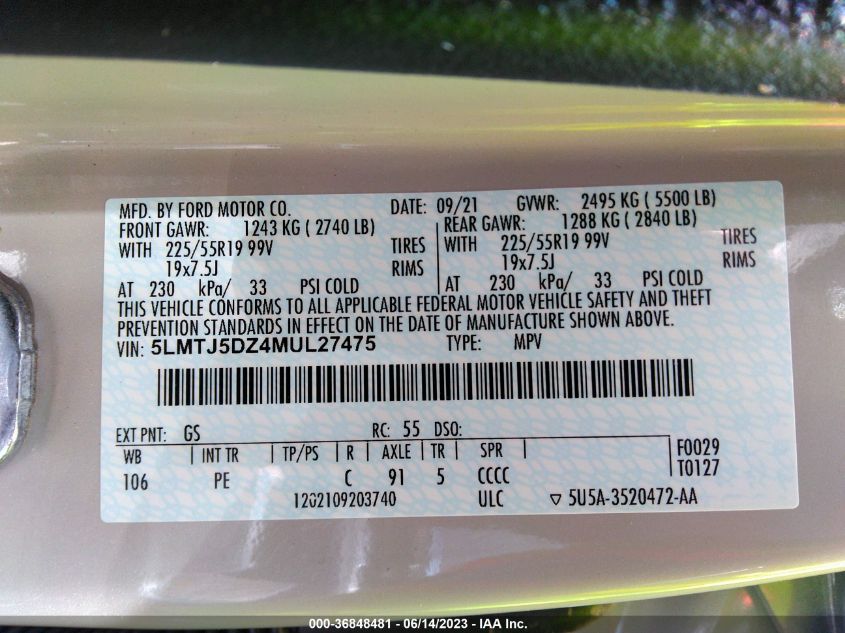 MFD. BY FORD MOTOR CO. DATE: 09/21 GVWR: 2495 KG ( 5500 LB)
FRONT GAWR: 1243 KG ( 2740 LB) REAR GAWR: 1288 KG ( 2840 LB)
WITH 225/55R19 99V TIRES WITH 225/55R19 99V TIRES
19x7.5J RIMS 19x7.5J RIMS
AT 230 kPa/ 33 PSI COLD AT 230 kPa/ 33 PSI COLD
THIS VEHICLE CONFORMS TO ALL APPLICABLE FEDERAL MOTOR VEHICLE SAFETY AND THEFT
PREVENTION STANDARDS IN EFFECT ON THE DATE OF MANUFACTURE SHOWN ABOVE.
VIN: 5LMTJ5DZ4MUL27475 TYPE: MPV
EXT PNT: GS RC: 55 DSO:
WB INT TR TP/PS R AXLE TR SPR F0029
106 PE C 91 5 CCCC T0127
1202109203740 ULC ▽ 5U5A-3520472-AA
000-36848481 - 06/14/2023 - IAA Inc.